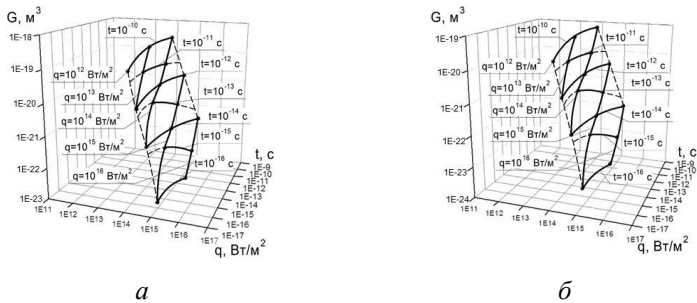 G, м³
1E-18
1E-19
1E-20
1E-21
1E-22
1E-23
t=10⁻¹⁰ с
t=10⁻¹¹ с
t=10⁻¹² с
t=10⁻¹³ с
t=10⁻¹⁴ с
t=10⁻¹⁵ с
t=10⁻¹⁶ с
q=10¹² Вт/м²
q=10¹³ Вт/м²
q=10¹⁴ Вт/м²
q=10¹⁵ Вт/м²
q=10¹⁶ Вт/м²
t, с
1E-9
1E-10
1E-11
1E-12
1E-13
1E-14
1E-15
1E-16
1E-17
1E11
1E12
1E13
1E14
1E15
1E16
1E17
q, Вт/м²
а
G, м³
1E-19
1E-20
1E-21
1E-22
1E-23
1E-24
t=10⁻¹⁰ с
t=10⁻¹¹ с
t=10⁻¹² с
t=10⁻¹³ с
t=10⁻¹⁴ с
t=10⁻¹⁵ с
t=10⁻¹⁶ с
q=10¹² Вт/м²
q=10¹³ Вт/м²
q=10¹⁴ Вт/м²
q=10¹⁵ Вт/м²
q=10¹⁶ Вт/м²
t, с
1E-9
1E-10
1E-11
1E-12
1E-13
1E-14
1E-15
1E-16
1E-17
1E11
1E12
1E13
1E14
1E15
1E16
1E17
q, Вт/м²
б